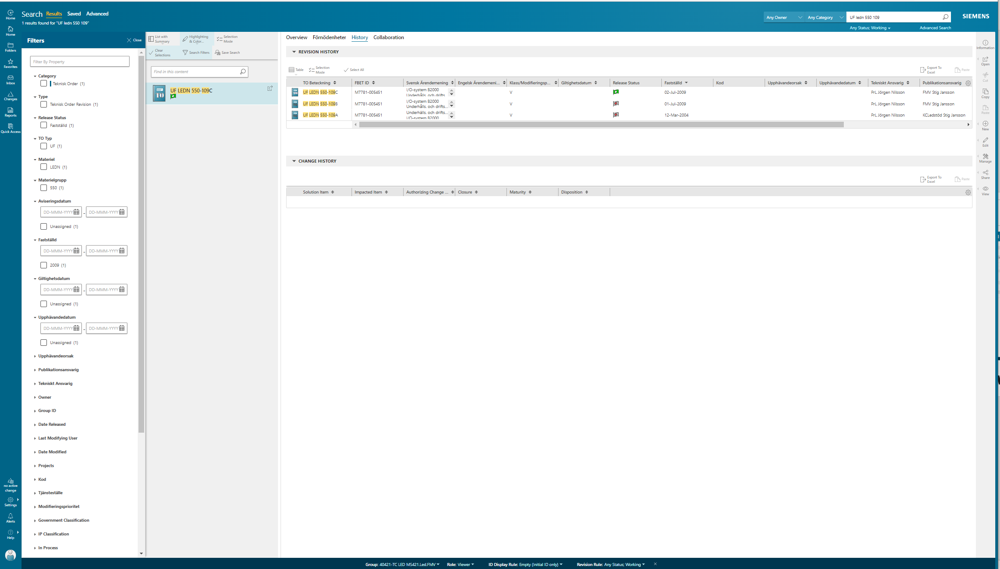 Search Results Saved Advanced
1 results found for "UF ledn 550 109"
Any Owner Any Category UF ledn 550 109
SIEMENS
Any Status; Working Advanced Search
Home
Home
Folders
Favorites
Inbox
Changes
Reports
Quick Access
no active
change
Settings
Alerts
Help
Filters Close
Filter By Property
Category
Teknisk Order (1)
Type
Teknisk Order Revision (1)
Release Status
Fastställd (1)
TO Typ
UF (1)
Materiel
LEDN (1)
Materielgrupp
550 (1)
Aviseringsdatum
DD-MMM-YYYY - DD-MMM-YYYY
Unassigned (1)
Fastställd
DD-MMM-YYYY - DD-MMM-YYYY
2009 (1)
Giltighetsdatum
DD-MMM-YYYY - DD-MMM-YYYY
Unassigned (1)
Upphävandedatum
DD-MMM-YYYY - DD-MMM-YYYY
Unassigned (1)
Upphävandeorsak
Publikationsansvarig
Tekniskt Ansvarig
Owner
Group ID
Date Released
Last Modifying User
Date Modified
Projects
Kod
Tjänsteställe
Modifieringsprioritet
Government Classification
IP Classification
In Process
List with
Summary
Highlighting
& Color...
Selection
Mode
Clear
Selections
Search Filters
Save Search
Find in this content
TO
UF LEDN 550-109C
Overview Förnödenheter History Collaboration
REVISION HISTORY
Table
Selection
Mode
Select All
Export To
Excel
Paste
TO Beteckning FBET ID Svensk Ärendemening Engelsk Ärendemeni... Klass/Modifieringsp... Giltighetsdatum Release Status Fastställd Kod Upphävandeorsak Upphävandedatum Tekniskt Ansvarig Publikationsansvarig
UF LEDN 550-109C M7781-005451 I/O-system B2000 V 02-Jul-2009 PrL Jörgen Nilsson FMV Stig Jansson
Underhålls. och drifts
UF LEDN 550-109B M7781-005451 I/O-system B2000 V 01-Jul-2009 PrL Jörgen Nilsson FMV Stig Jansson
Underhålls. och drifts...
UF LEDN 550-109A M7781-005451 Underhålls. och drifts... V 12-Mar-2004 PrL Jörgen Nilsson KCLedstöd Stig Jansson
I/O-system B2000
CHANGE HISTORY
Export To
Excel
Paste
Solution Item Impacted Item Authorizing Change ... Closure Maturity Disposition
Information
Open
Cut
Copy
Paste
New
Edit
Manage
Share
View
Group: 40421-TC LED MS421.Led.FMV Role: Viewer ID Display Rule: Empty (Initial ID only) Revision Rule: Any Status; Working